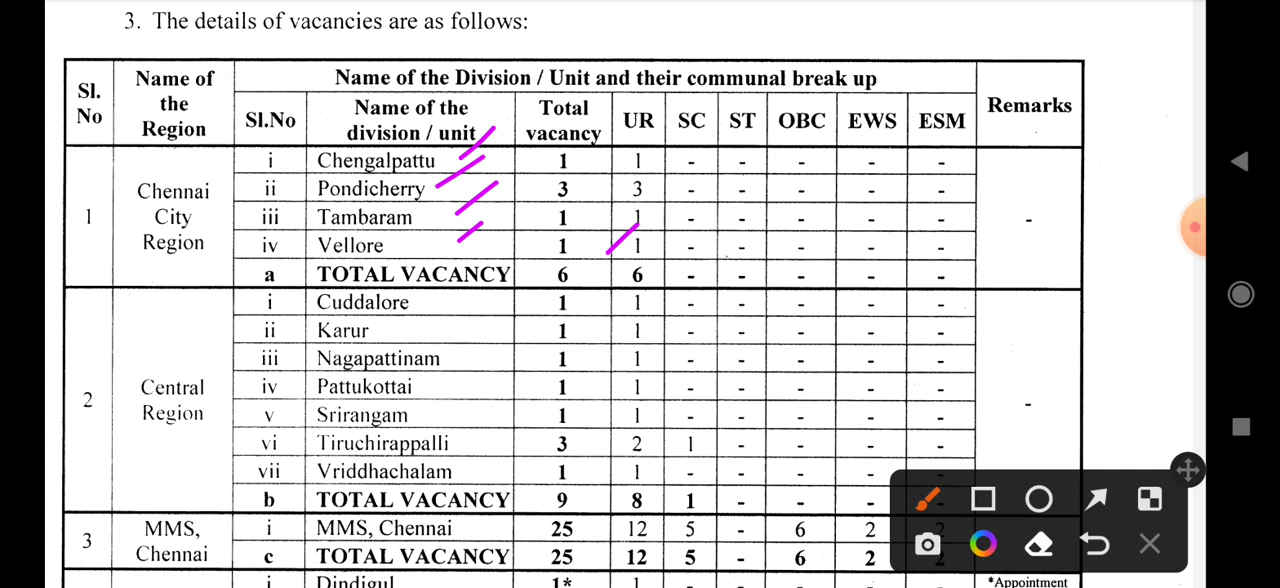 3. The details of vacancies are as follows:
Sl. No | Name of the Region | Name of the Division / Unit and their communal break up | Remarks
Sl.No | Name of the division / unit | Total vacancy | UR | SC | ST | OBC | EWS | ESM
1 | Chennai City Region | i | Chengalpattu | 1 | 1 | - | - | - | - | - | -
ii | Pondicherry | 3 | 3 | - | - | - | - | -
iii | Tambaram | 1 | 1 | - | - | - | - | -
iv | Vellore | 1 | 1 | - | - | - | - | -
a | TOTAL VACANCY | 6 | 6 | - | - | - | - | -
2 | Central Region | i | Cuddalore | 1 | 1 | - | - | - | - | - | -
ii | Karur | 1 | 1 | - | - | - | - | -
iii | Nagapattinam | 1 | 1 | - | - | - | - | -
iv | Pattukottai | 1 | 1 | - | - | - | - | -
v | Srirangam | 1 | 1 | - | - | - | - | -
vi | Tiruchirappalli | 3 | 2 | 1 | - | - | - | -
vii | Vriddhachalam | 1 | 1 | - | - | - | -
b | TOTAL VACANCY | 9 | 8 | 1 | - | - | -
3 | MMS, Chennai | i | MMS, Chennai | 25 | 12 | 5 | - | 6 | 2 | 2
c | TOTAL VACANCY | 25 | 12 | 5 | - | 6 | 2 | 2
i | Dindigul | 1* | 1 | *Appointment